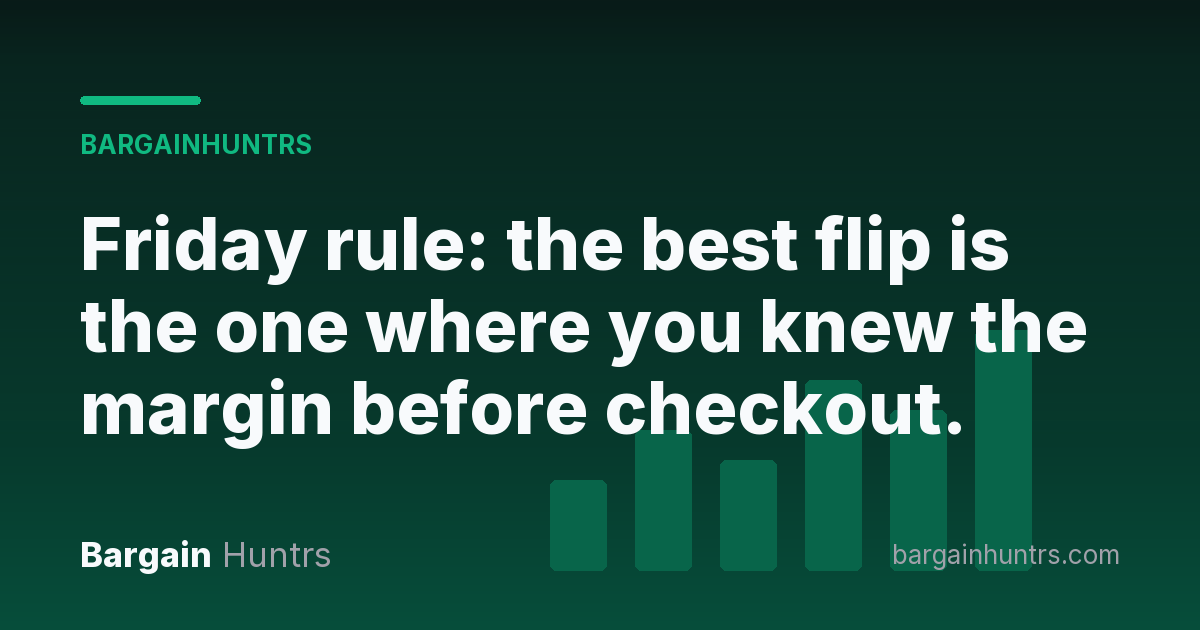 BARGAINHUNTRS
Friday rule: the best flip is
the one where you knew the
margin before checkout.
Bargain Huntrs
bargainhuntrs.com